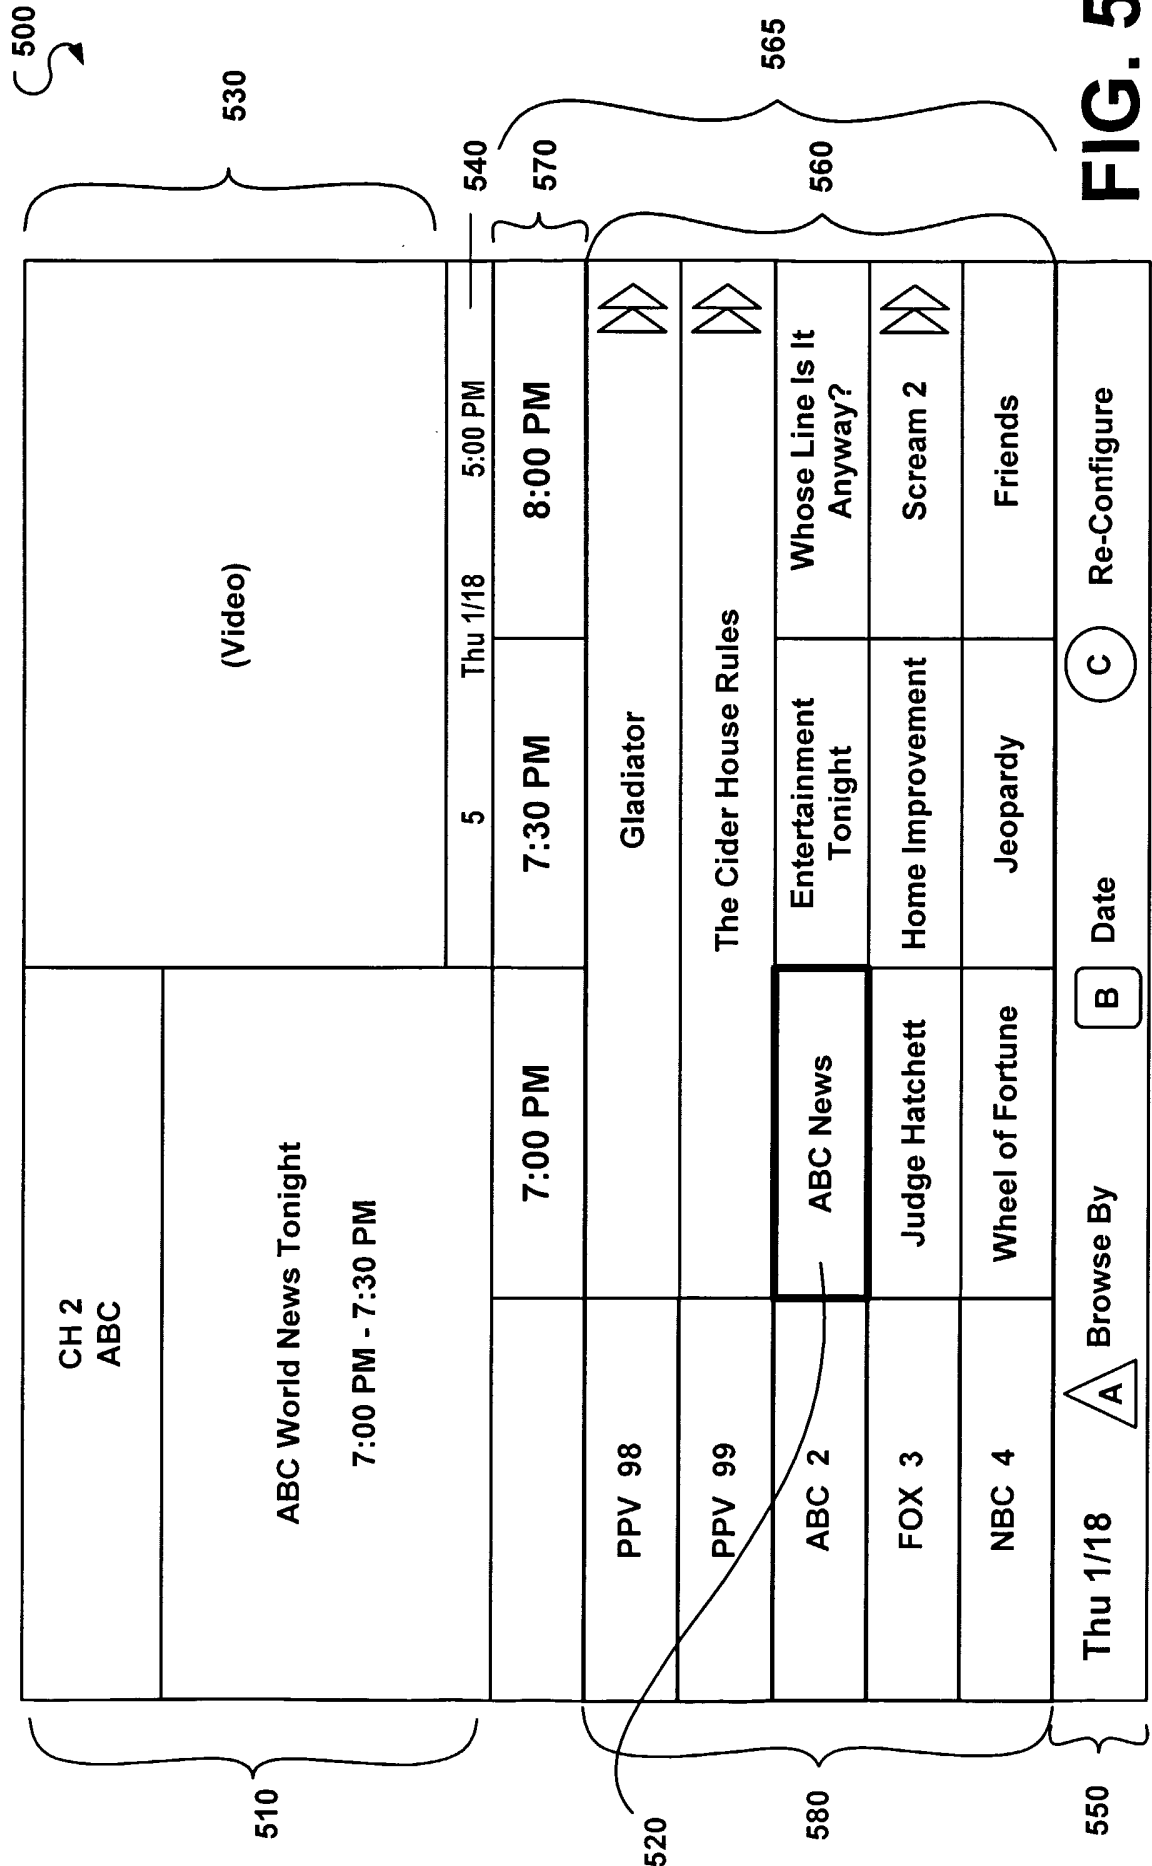 500
530
CH 2
ABC
(Video)
510
ABC World News Tonight
7:00 PM - 7:30 PM
5 Thu 1/18 5:00 PM
540
7:00 PM 7:30 PM 8:00 PM
570
565
PPV 98 Gladiator
PPV 99 The Cider House Rules
520
ABC 2 ABC News Entertainment Tonight Whose Line Is It Anyway?
560
580
FOX 3 Judge Hatchett Home Improvement Scream 2
NBC 4 Wheel of Fortune Jeopardy Friends
550
Thu 1/18 A Browse By B Date C Re-Configure
FIG. 5